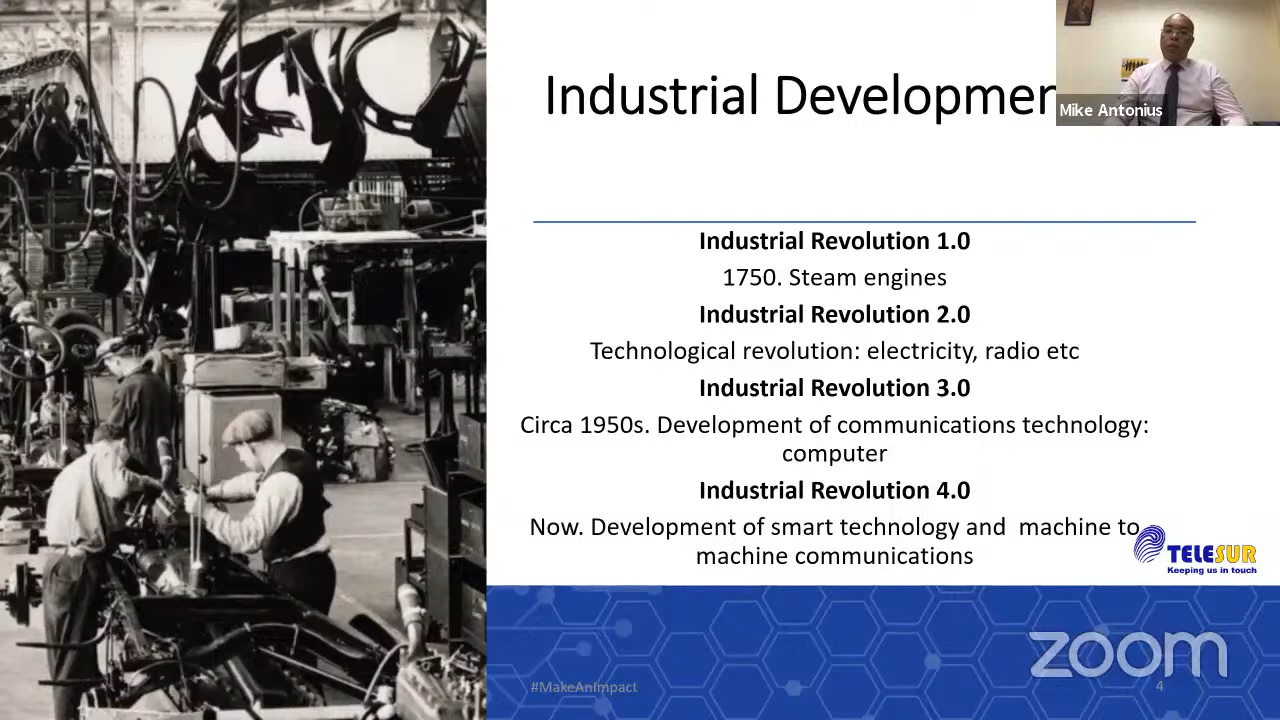 Industrial Developmen
Mike Antonius
Industrial Revolution 1.0
1750. Steam engines
Industrial Revolution 2.0
Technological revolution: electricity, radio etc
Industrial Revolution 3.0
Circa 1950s. Development of communications technology:
computer
Industrial Revolution 4.0
Now. Development of smart technology and machine to
machine communications
TELESUR
Keeping us in touch
zoom
#MakeAnImpact
4